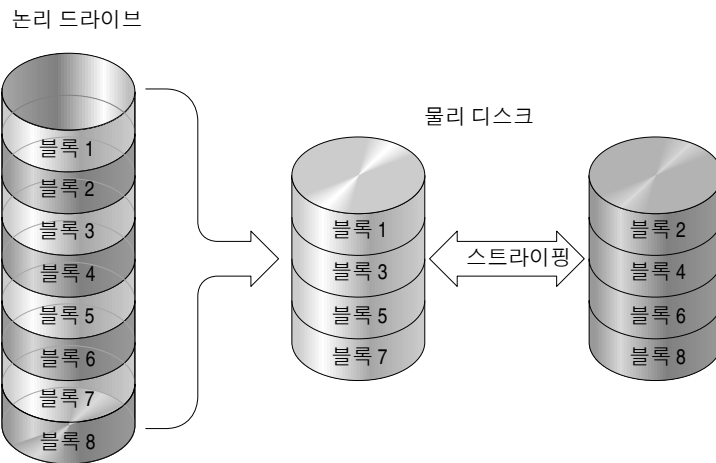 논리 드라이브
블록 1
블록 2
블록 3
블록 4
블록 5
블록 6
블록 7
블록 8
물리 디스크
블록 1
블록 3
블록 5
블록 7
스트라이핑
블록 2
블록 4
블록 6
블록 8